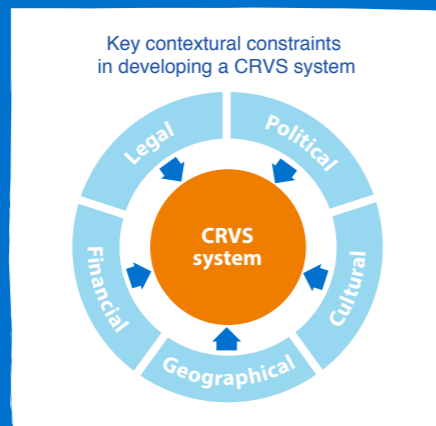 Key contextural constraints
in developing a CRVS system
Legal
Political
CRVS
system
Financial
Cultural
Geographical